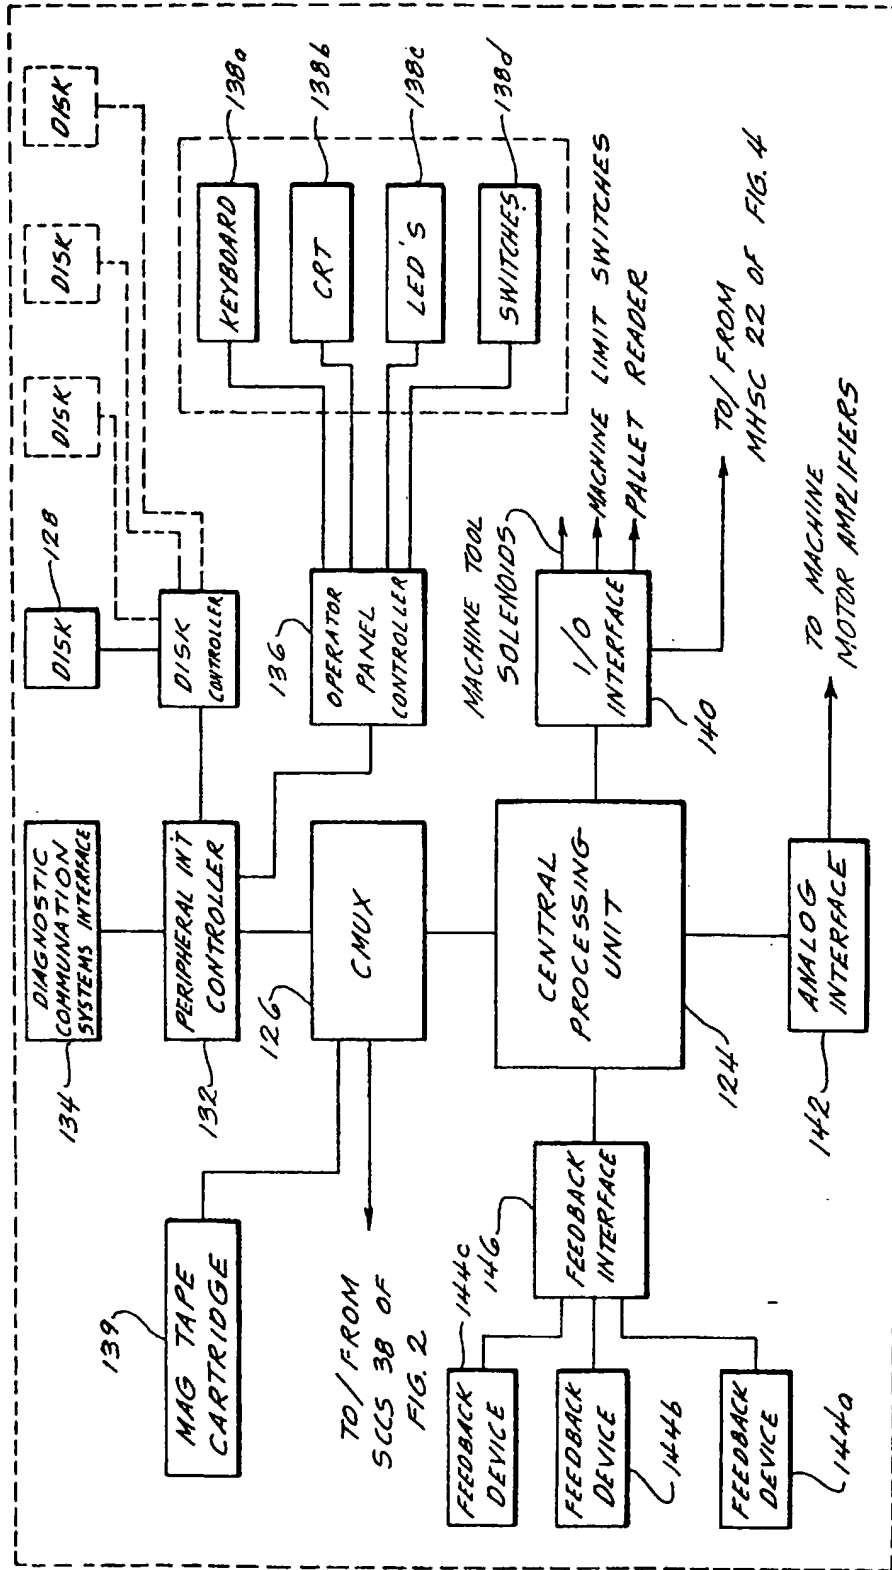 DIAGNOSTIC
COMMUNATION
SYSTEMS INTERFACE
134
DISK
128
DISK
DISK
DISK
PERIPHERAL INT
CONTROLLER
132
DISK
CONTROLLER
MAG TAPE
CARTRIDGE
139
CMUX
126
OPERATOR
PANEL
CONTROLLER
136
KEYBOARD
138a
CRT
138b
LED'S
138c
SWITCHES
138d
TO/FROM
SCCS 38 OF
FIG. 2
MACHINE TOOL
SOLENOIDS
MACHINE LIMIT SWITCHES
PALLET READER
FEEDBACK
DEVICE
144c
FEEDBACK
DEVICE
144b
FEEDBACK
DEVICE
144a
FEEDBACK
INTERFACE
146
CENTRAL
PROCESSING
UNIT
124
I/O
INTERFACE
140
TO/FROM
MHSC 22 OF FIG. 4
ANALOG
INTERFACE
142
TO MACHINE
MOTOR AMPLIFIERS